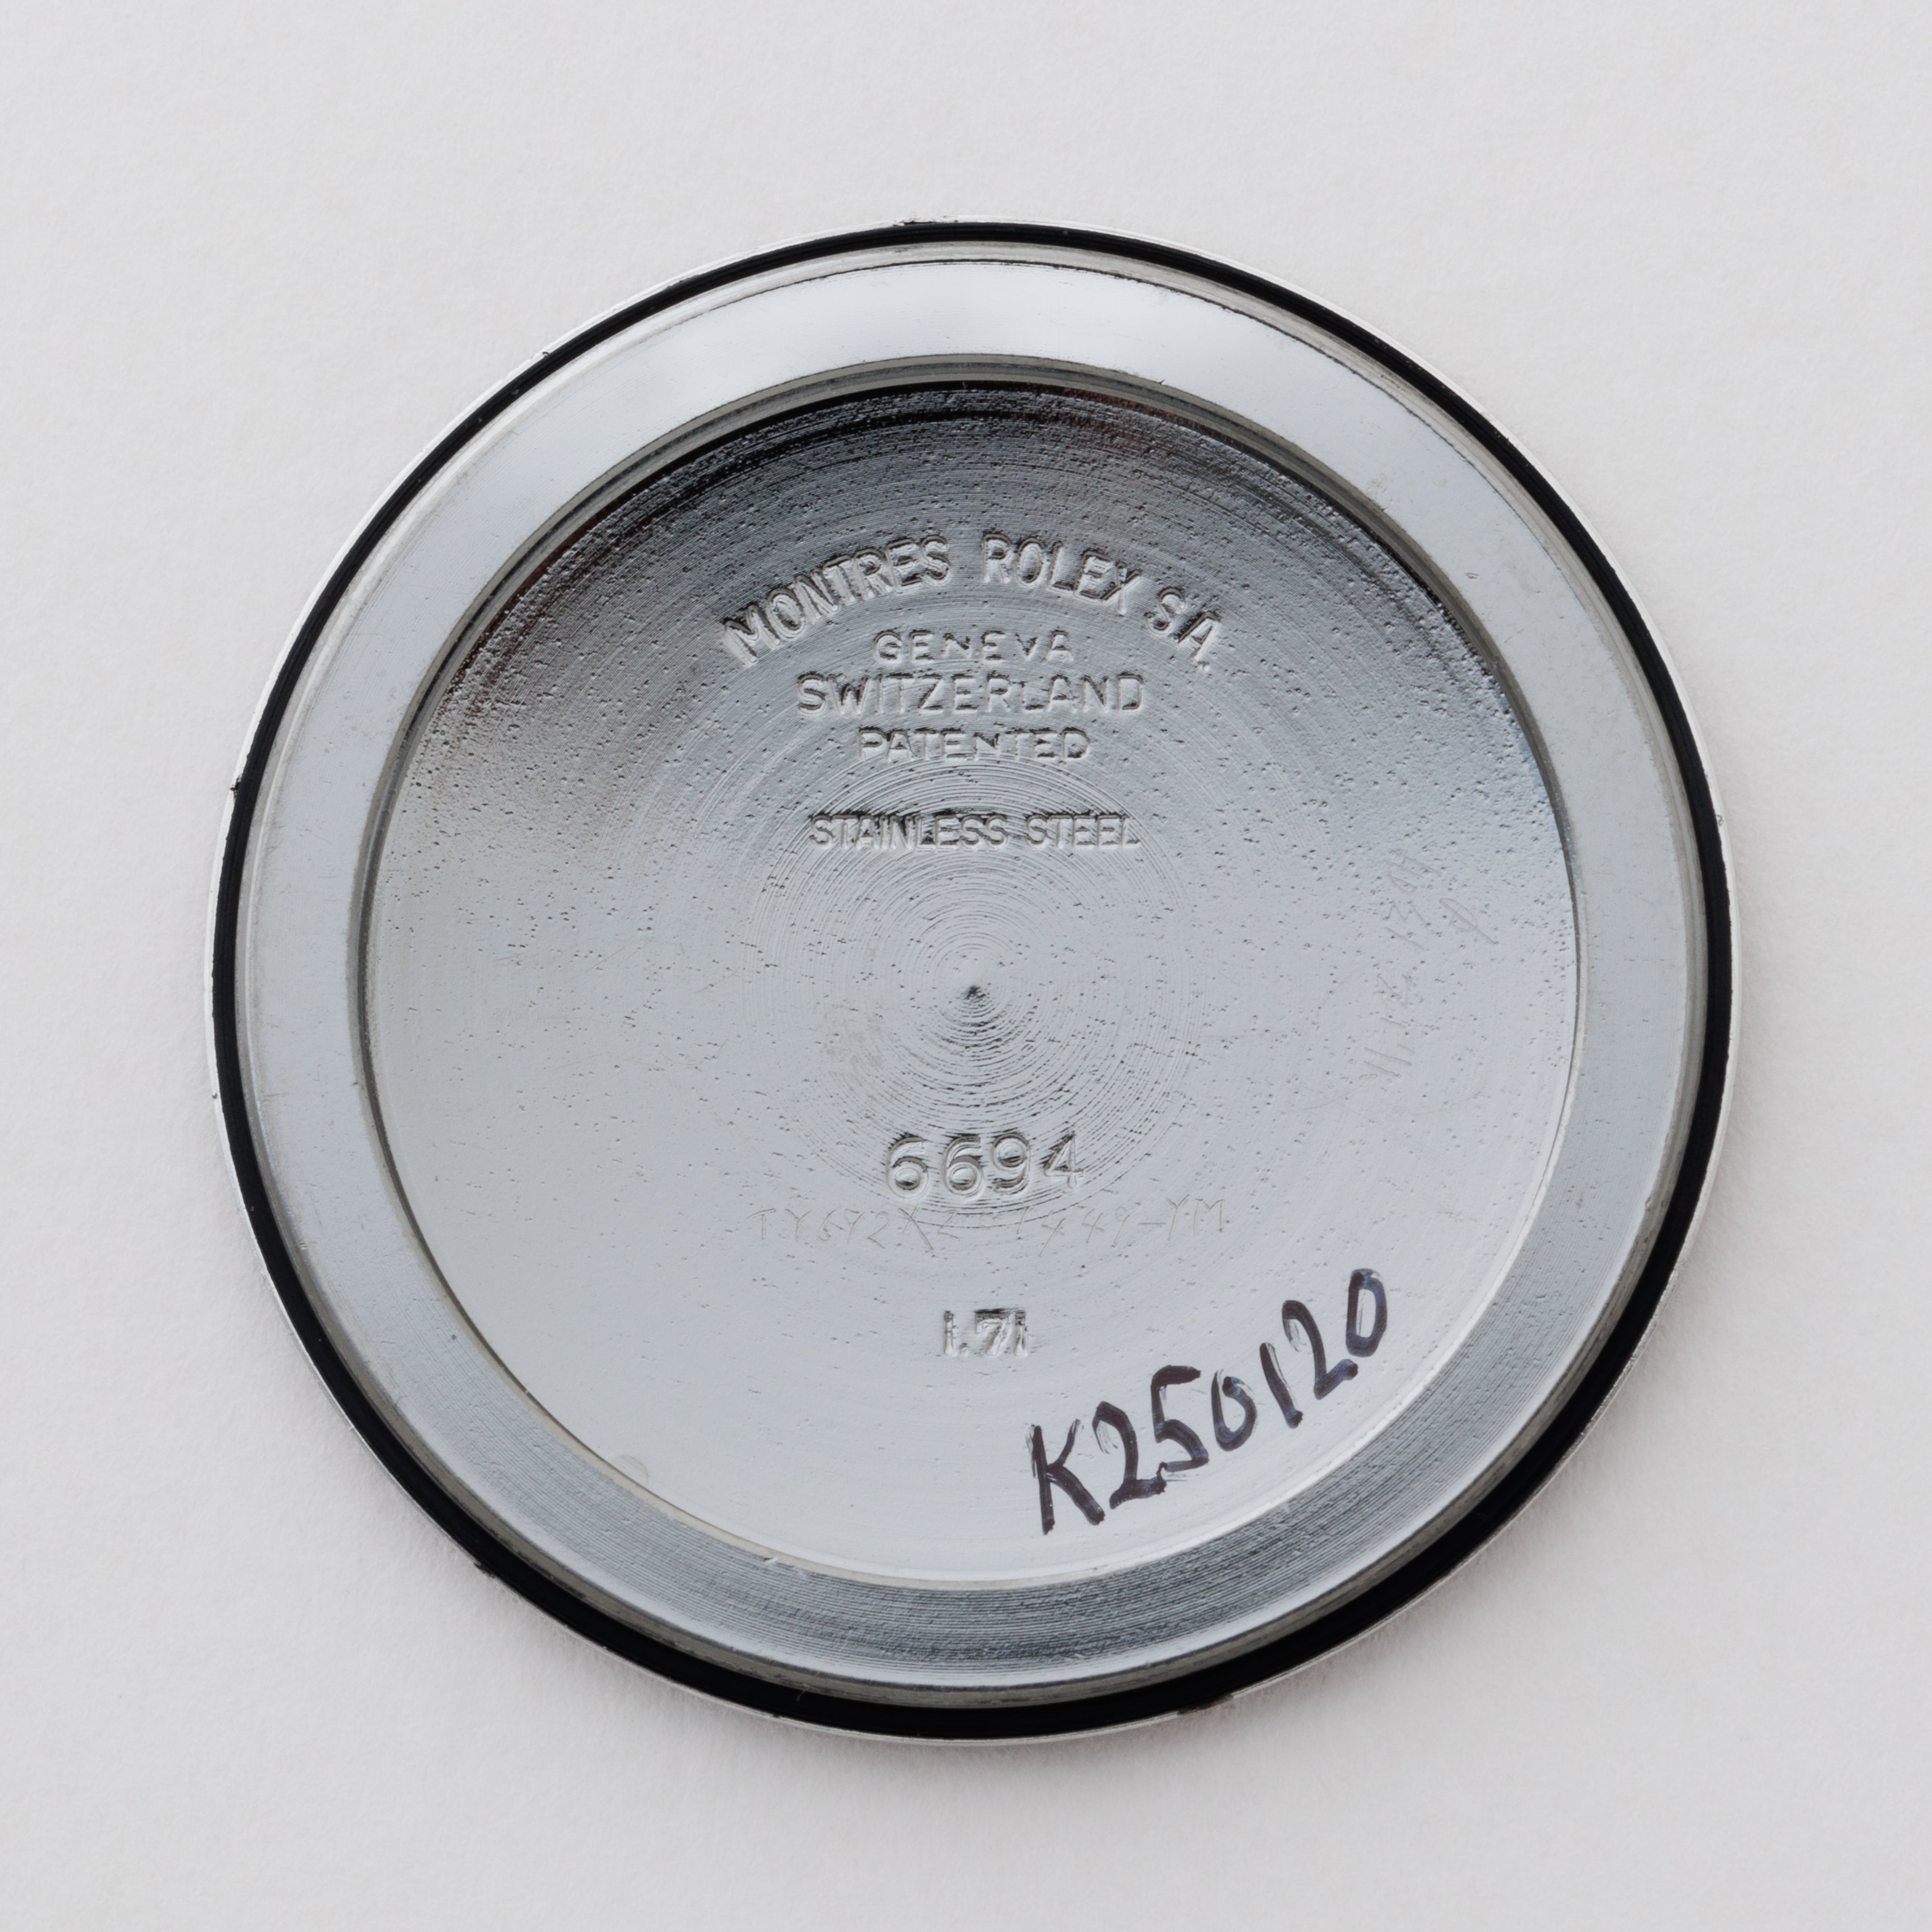 MONTRES ROLEX S.A.
GENEVA
SWITZERLAND
PATENTED
STAINLESS STEEL
6694
I.71
K250120